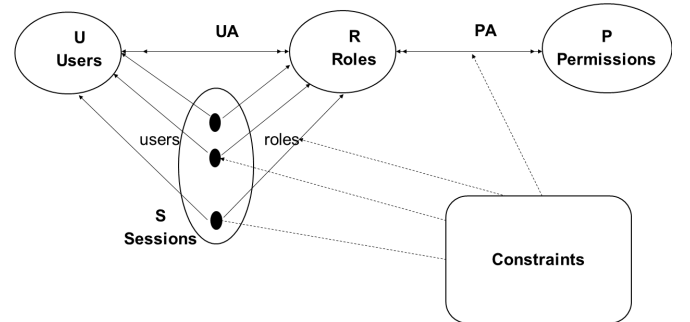 U
Users
UA
R
Roles
PA
P
Permissions
users
roles
S
Sessions
Constraints